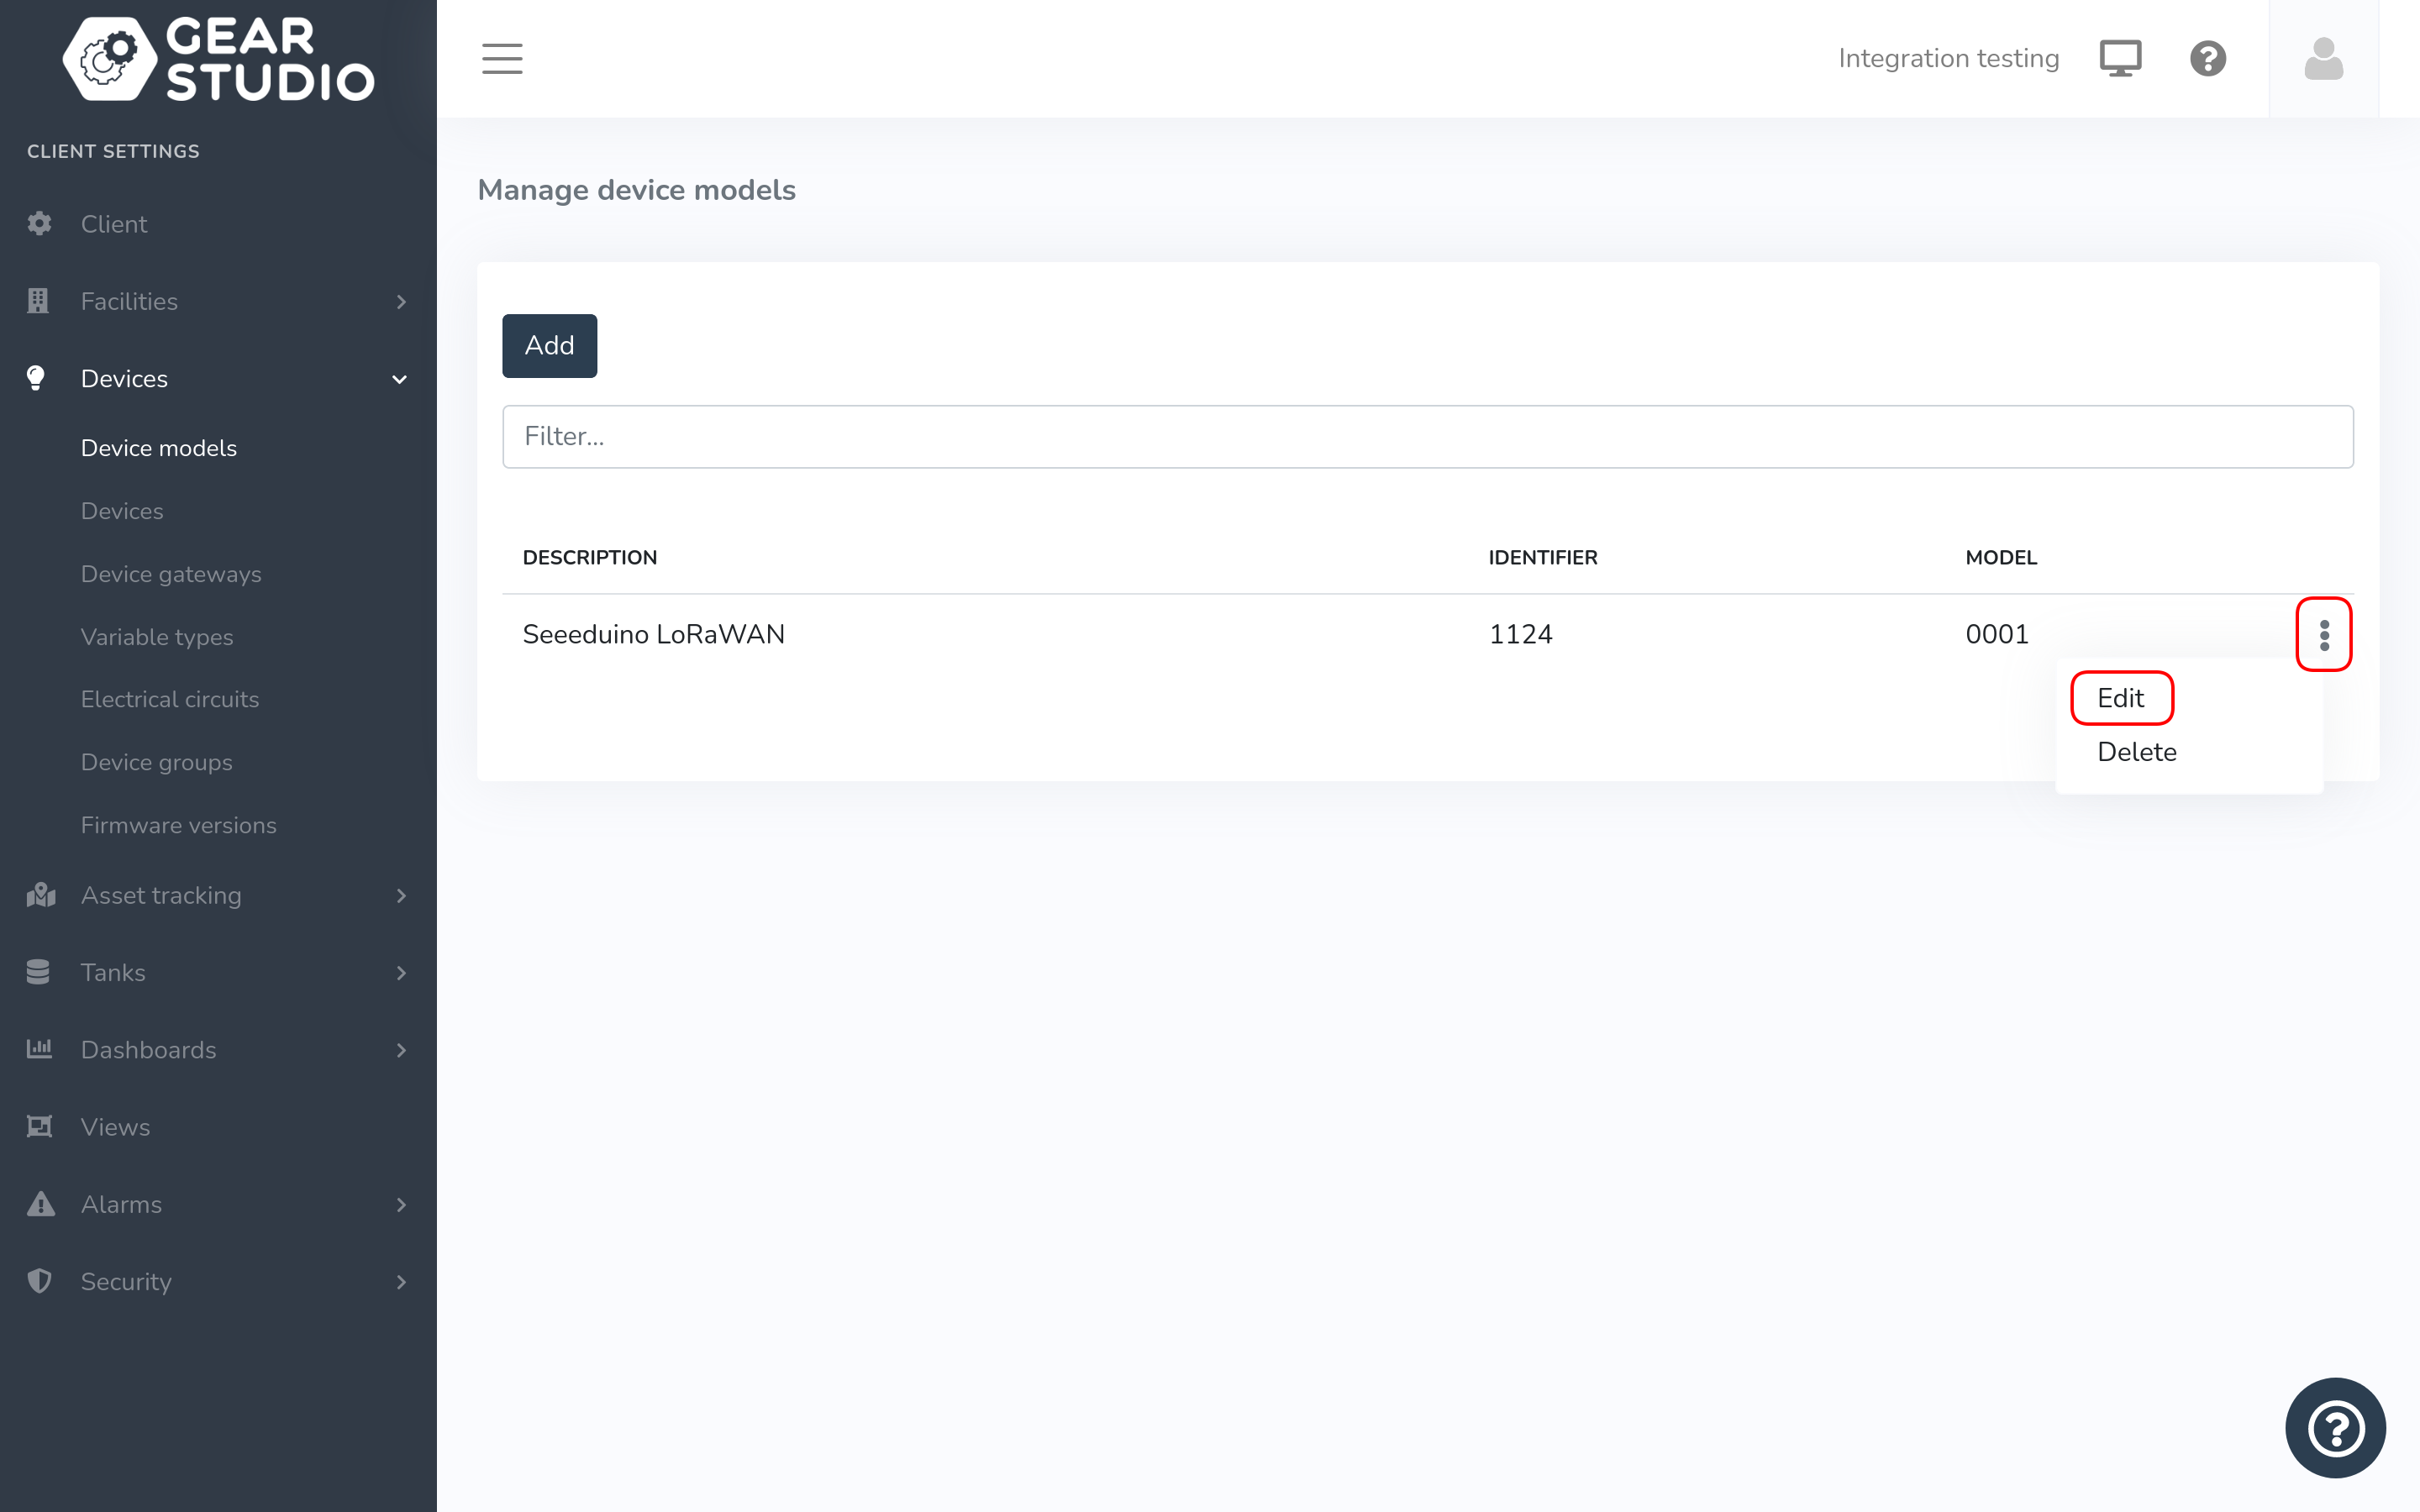 GEAR
STUDIO
Integration testing
CLIENT SETTINGS
Client
Facilities
Devices
Device models
Devices
Device gateways
Variable types
Electrical circuits
Device groups
Firmware versions
Asset tracking
Tanks
Dashboards
Views
Alarms
Security
Manage device models
Add
Filter...
DESCRIPTION IDENTIFIER MODEL
Seeeduino LoRaWAN 1124 0001
Edit
Delete